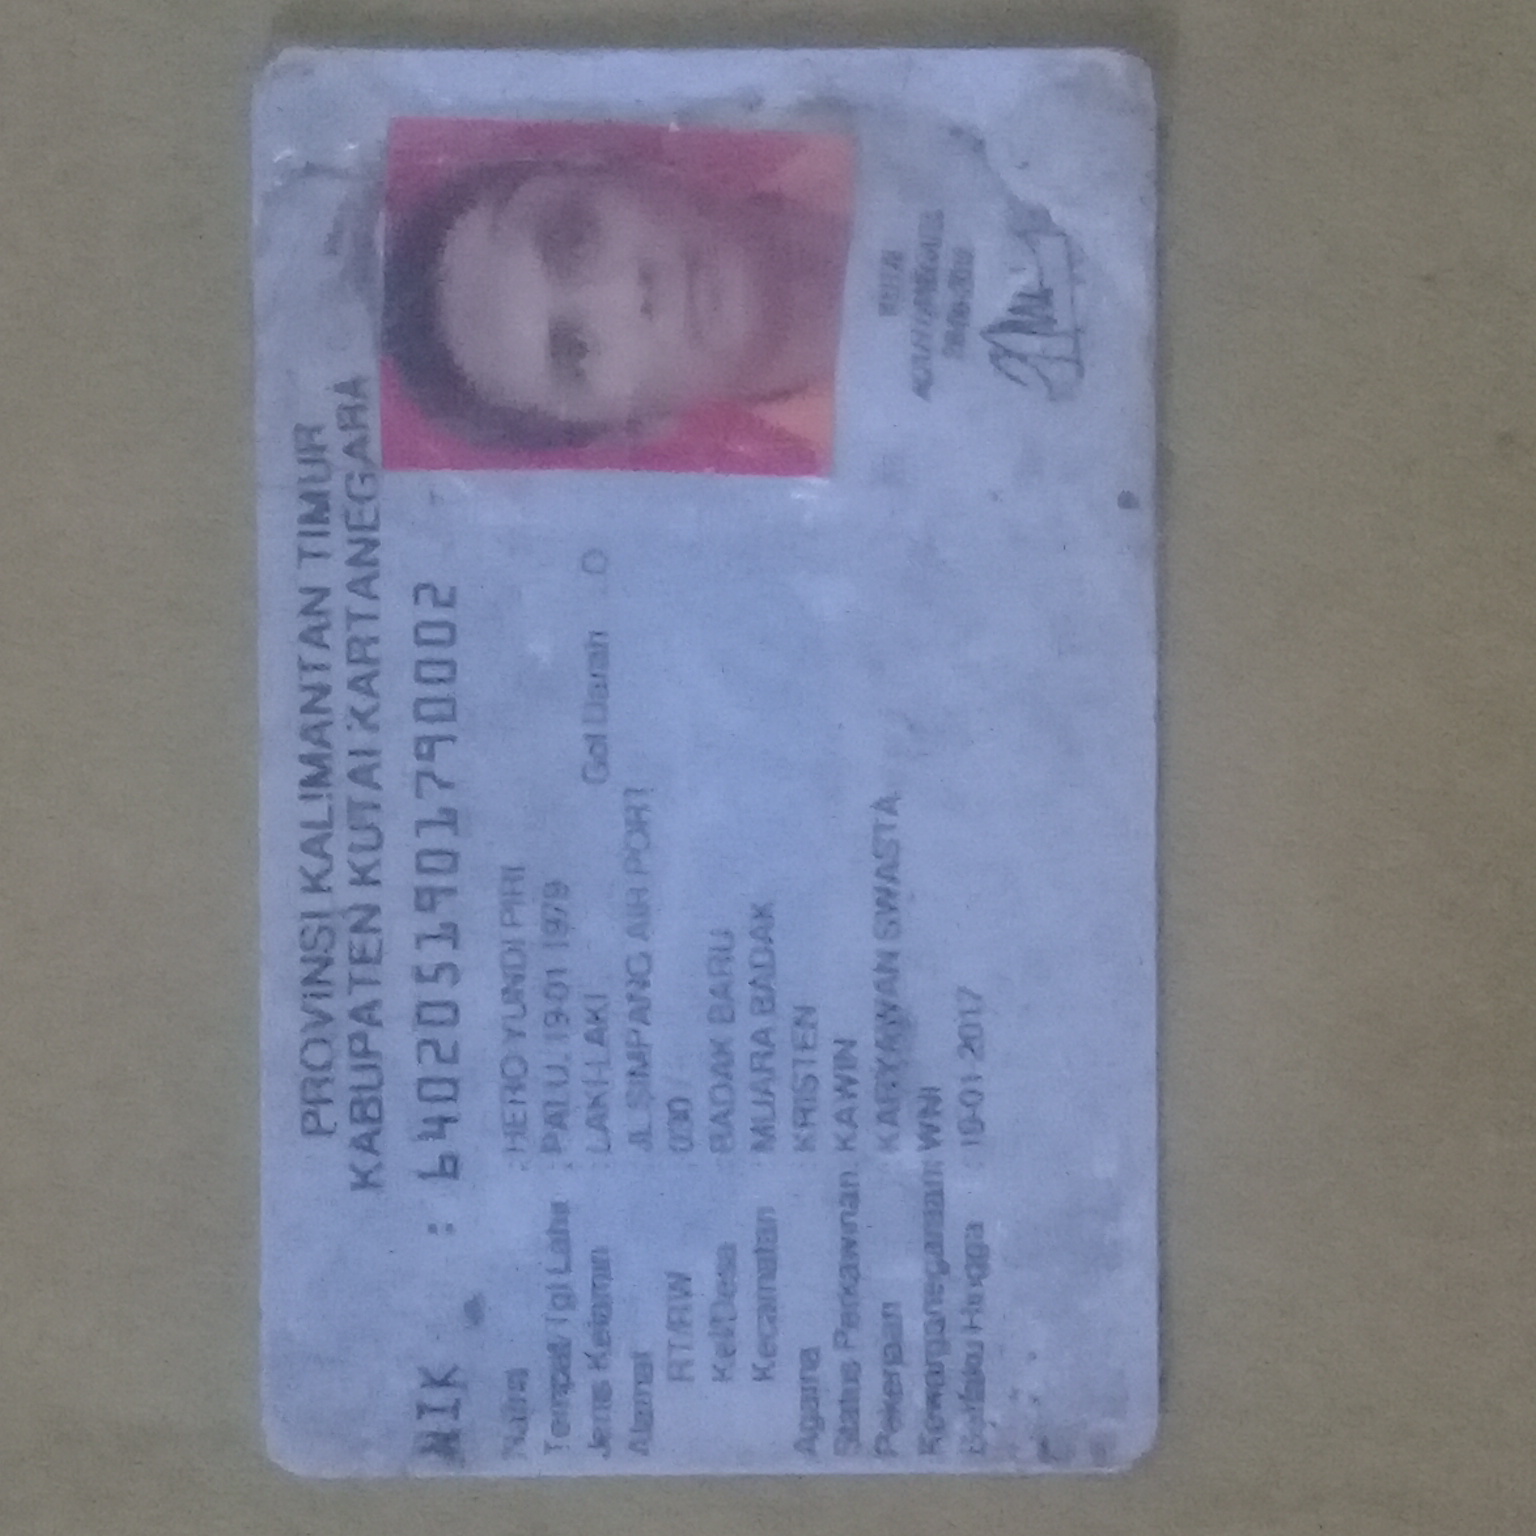 PROVINSI KALIMANTAN TIMUR
KABUPATEN KUTAI KARTANEGARA
NIK : 6402051901790002
Nama : HERO YUNDI PIRI
Tempat/Tgl Lahir : PALU, 19-01-1979
Jenis Kelamin : LAKI-LAKI Gol Darah : O
Alamat : JL SIMPANG AIR PORT
RT/RW : 030 /
Kel/Desa : BADAK BARU
Kecamatan : MUARA BADAK
Agama : KRISTEN
Status Perkawinan : KAWIN
Pekerjaan : KARYAWAN SWASTA
Kewarganegaraan : WNI
Berlaku Hingga : 19-01-2017
KUTAI
KARTANEGARA